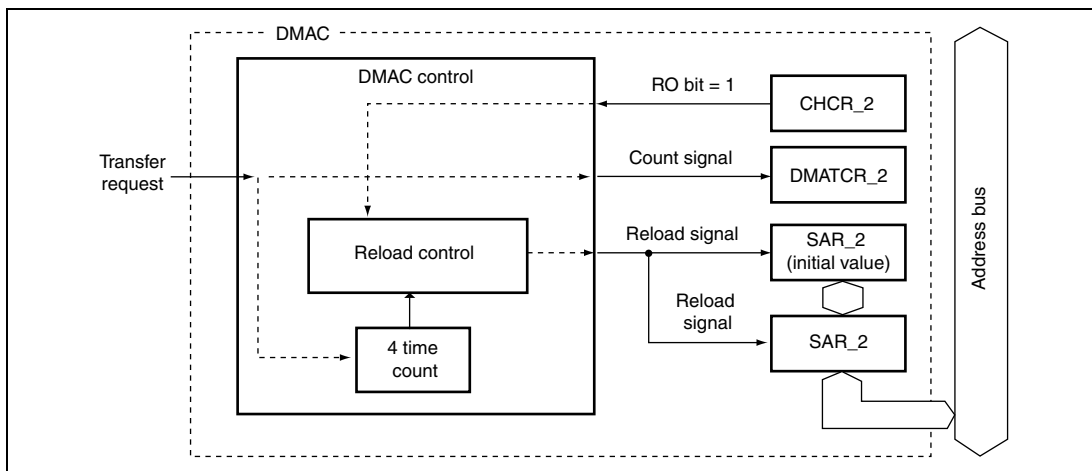 DMAC
DMAC control
RO bit = 1
CHCR_2
Transfer
request
Count signal
DMATCR_2
Reload control
Reload signal
SAR_2
(initial value)
Reload
signal
4 time
count
SAR_2
Address bus